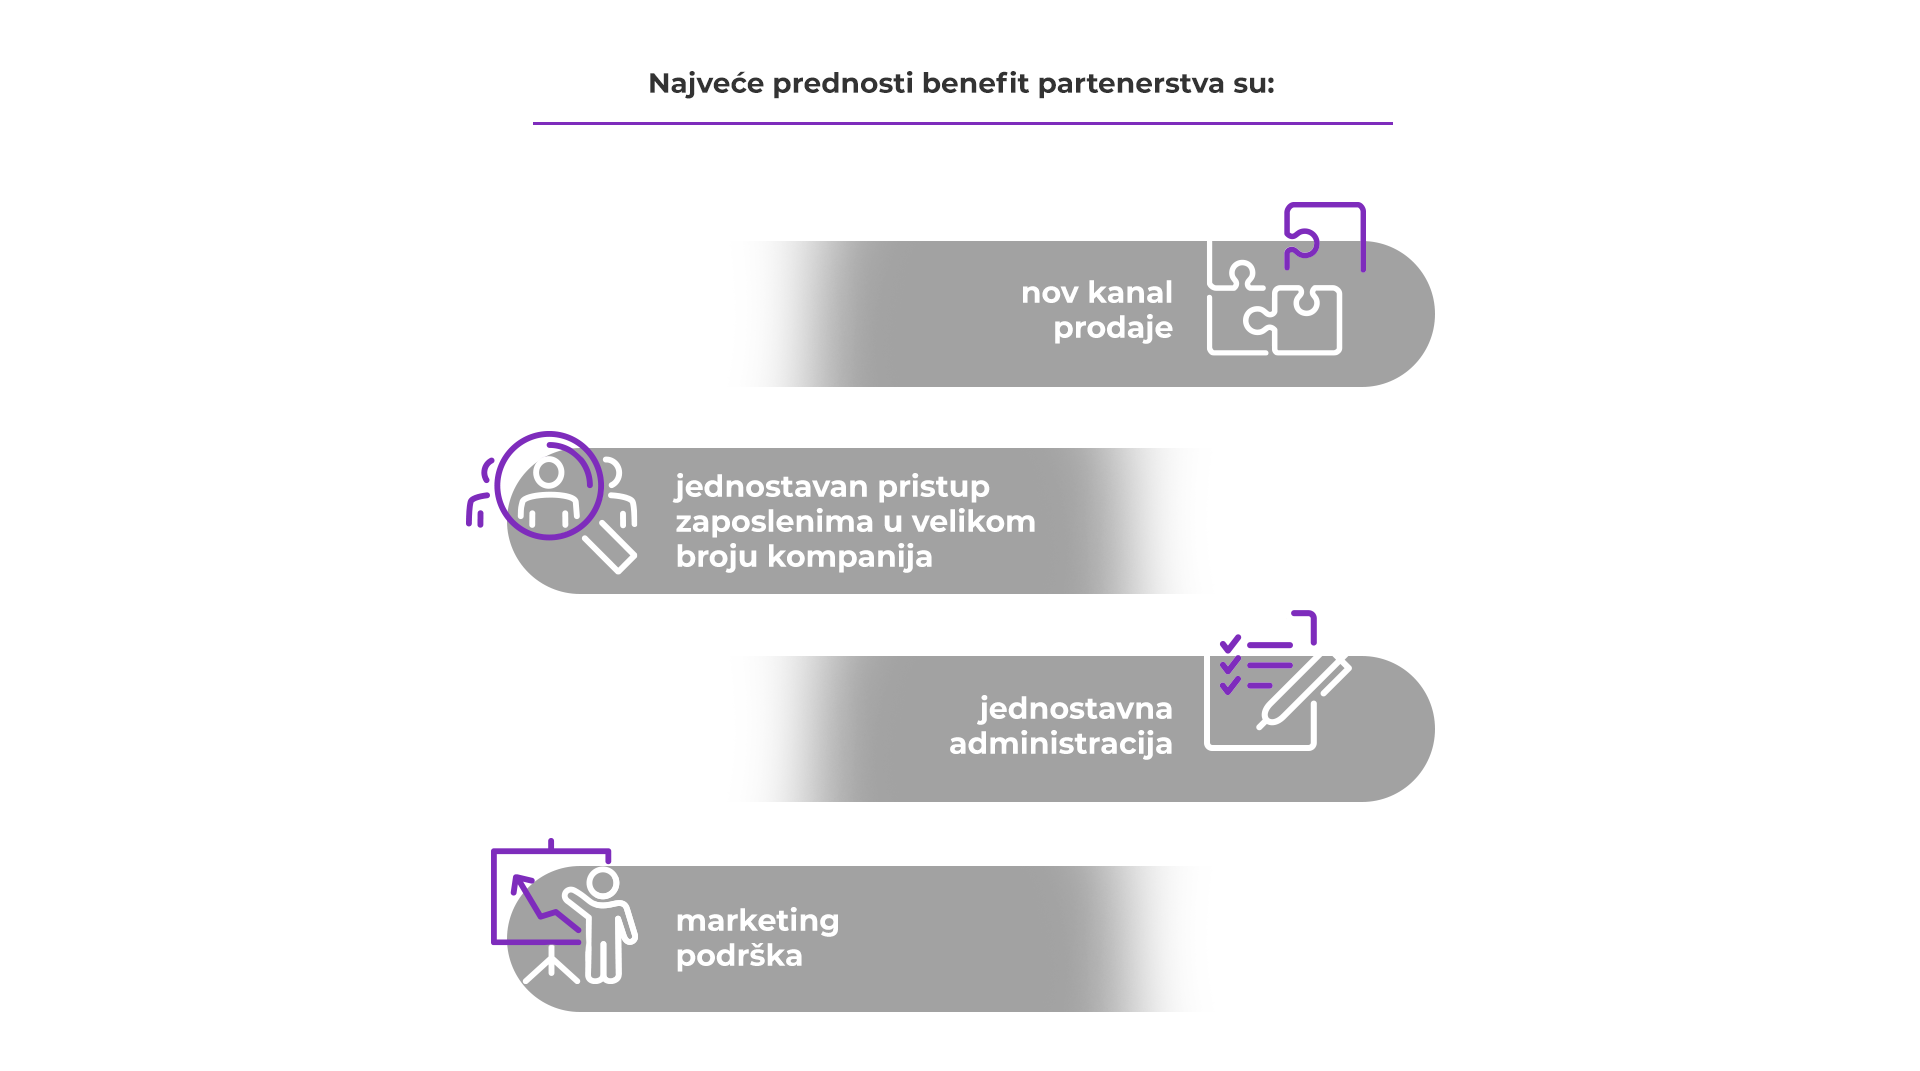 Najveće prednosti benefit partenerstva su:
nov kanal
prodaje
jednostavan pristup
zaposlenima u velikom
broju kompanija
jednostavna
administracija
marketing
podrška